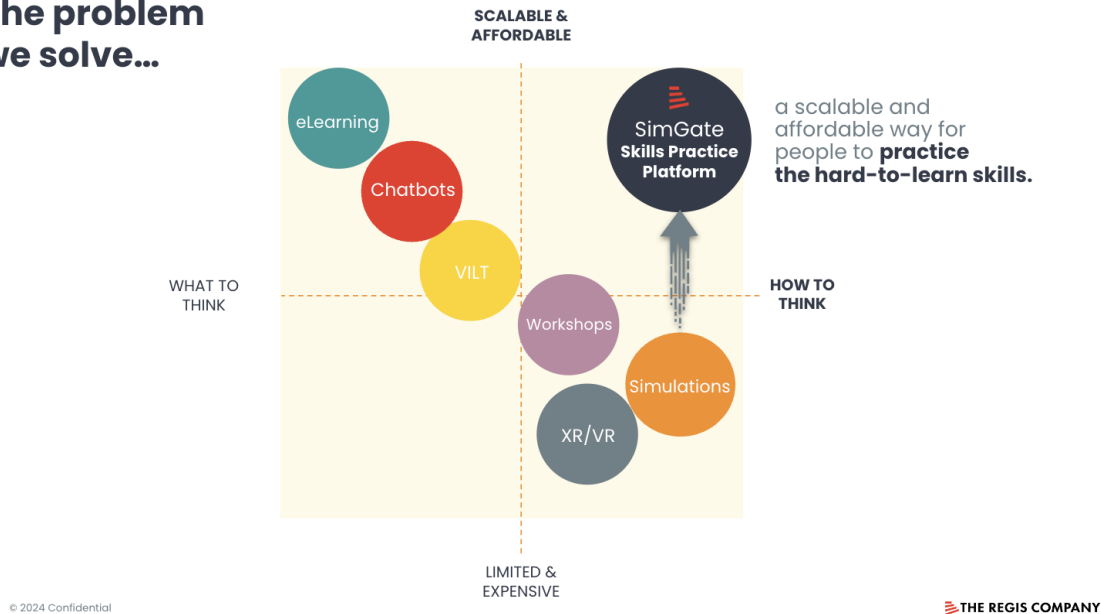 he problem
we solve...
SCALABLE &
AFFORDABLE
eLearning
Chatbots
VILT
Workshops
XR/VR
Simulations
SimGate
Skills Practice
Platform
a scalable and
affordable way for
people to practice
the hard-to-learn skills.
WHAT TO
THINK
HOW TO
THINK
LIMITED &
EXPENSIVE
© 2024 Confidential
THE REGIS COMPANY